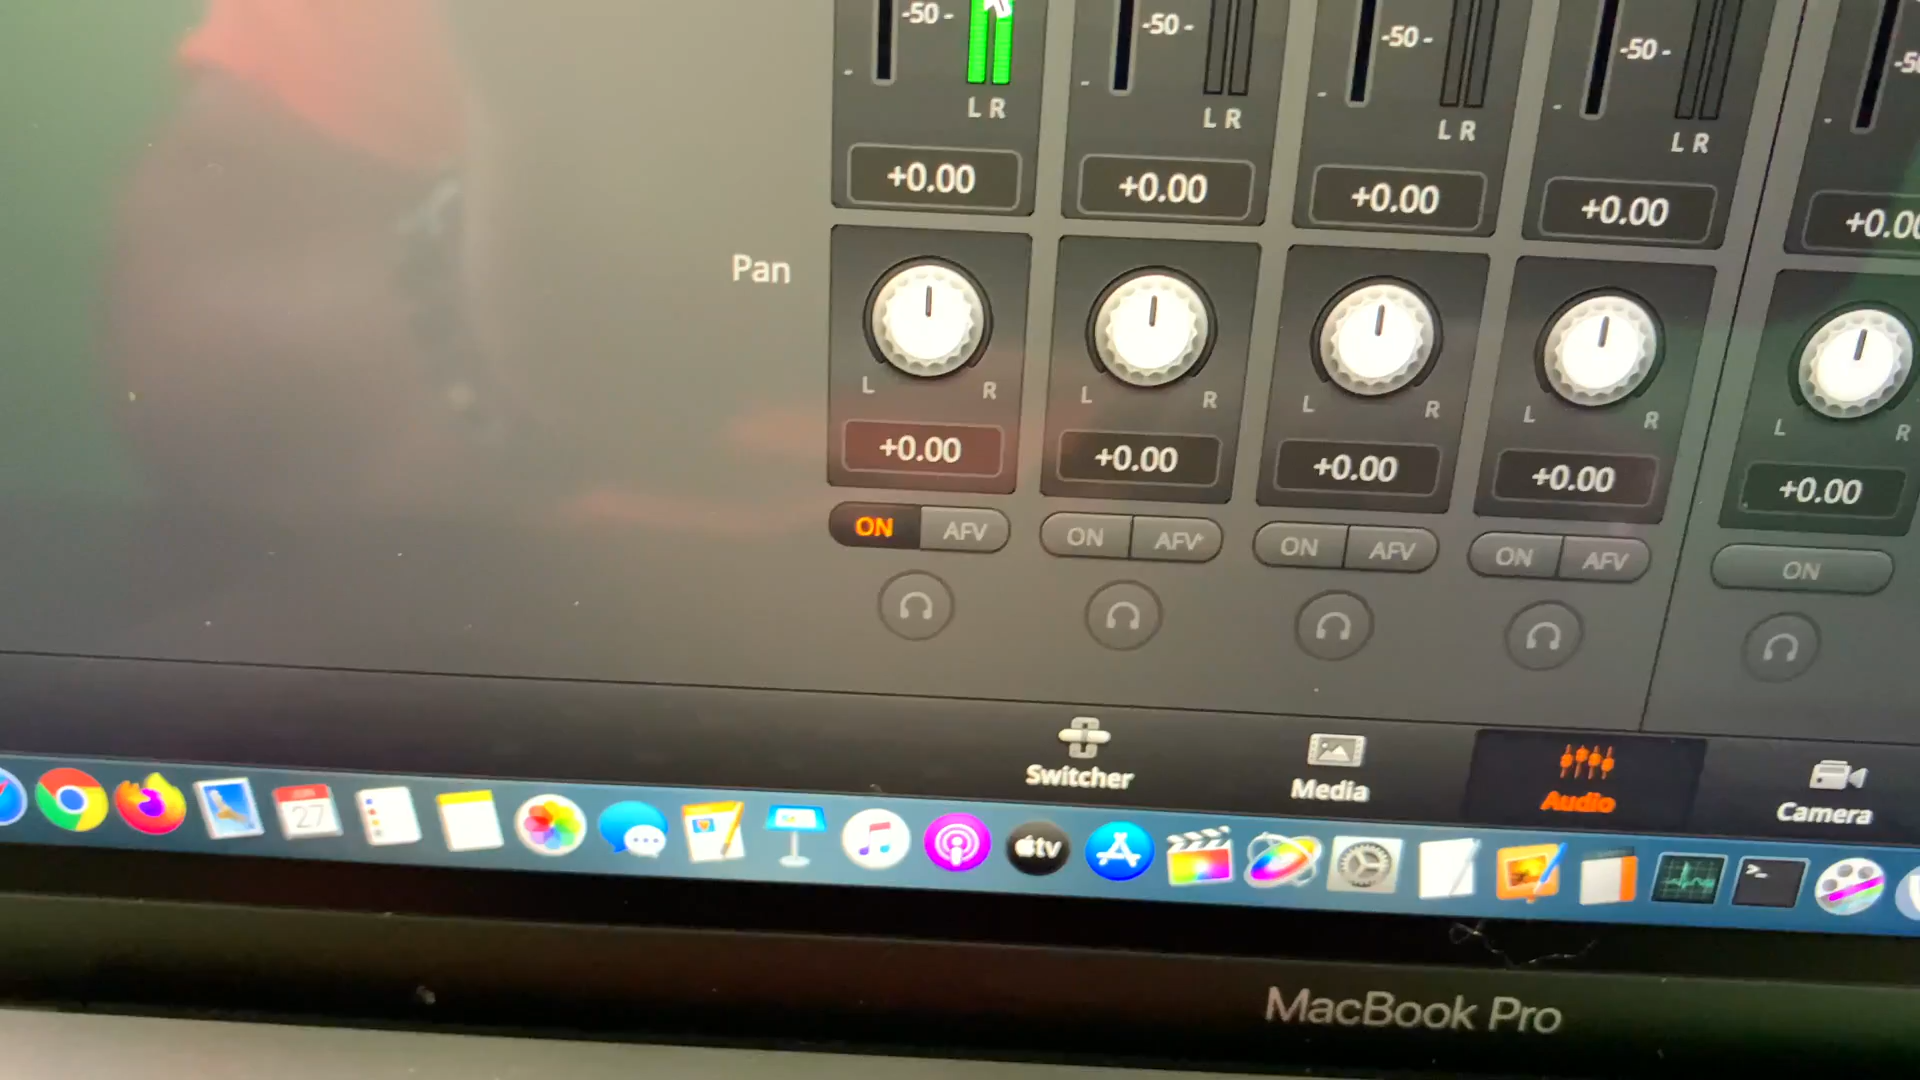 -50 -
-50 -
-50 -
-50 -
L R
L R
L R
L R
+0.00
+0.00
+0.00
+0.00
Pan
L
R
L
R
L
R
L
R
L
R
+0.00
+0.00
+0.00
+0.00
+0.00
ON
AFV
ON
AFV
ON
AFV
ON
AFV
ON
Switcher
Media
Audio
Camera
27
tv
MacBook Pro